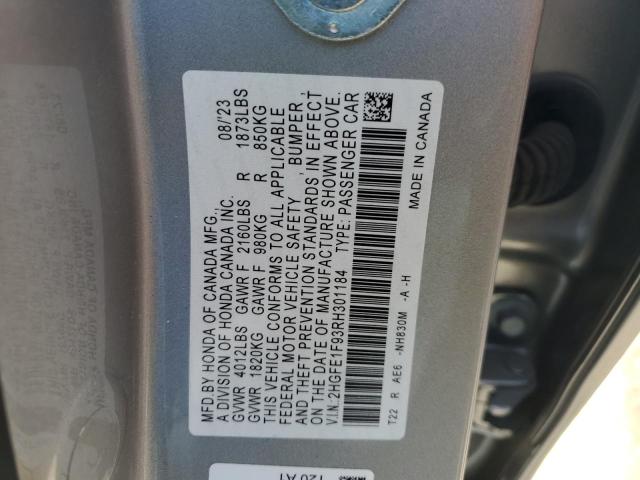 MFD.BY HONDA OF CANADA MFG., 08/'23
A DIVISION OF HONDA CANADA INC.
GVWR 4012LBS GAWR F 2160LBS R 1873LBS
GVWR 1820KG GAWR F 980KG R 850KG
THIS VEHICLE CONFORMS TO ALL APPLICABLE
FEDERAL MOTOR VEHICLE SAFETY , BUMPER ,
AND THEFT PREVENTION STANDARDS IN EFFECT
ON THE DATE OF MANUFACTURE SHOWN ABOVE.
V.I.N.:2HGFE1F93RH301184 TYPE: PASSENGER CAR
T22 R AE6 -NH830M -A -H MADE IN CANADA
T20 A1